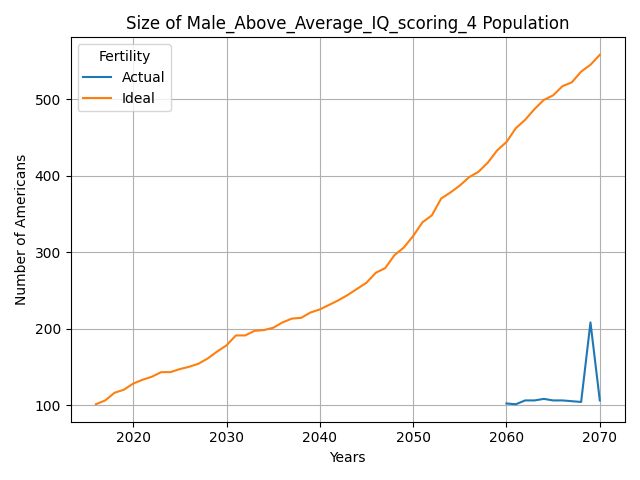 Size of Male_Above_Average_IQ_scoring_4 Population
Fertility
Actual
Ideal
Number of Americans
500
400
300
200
100
2020 2030 2040 2050 2060 2070
Years